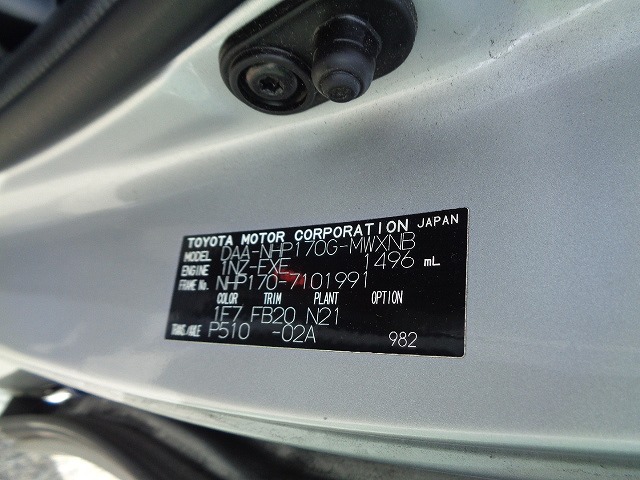 TOYOTA MOTOR CORPORATION JAPAN
MODEL DAA-NHP170G-MWXNB
ENGINE 1NZ-EXE 1496 mL
FRAME No. NHP170-7101991
COLOR TRIM PLANT OPTION
1F7 FB20 N21
TRANS./AXLE P510 -02A 982